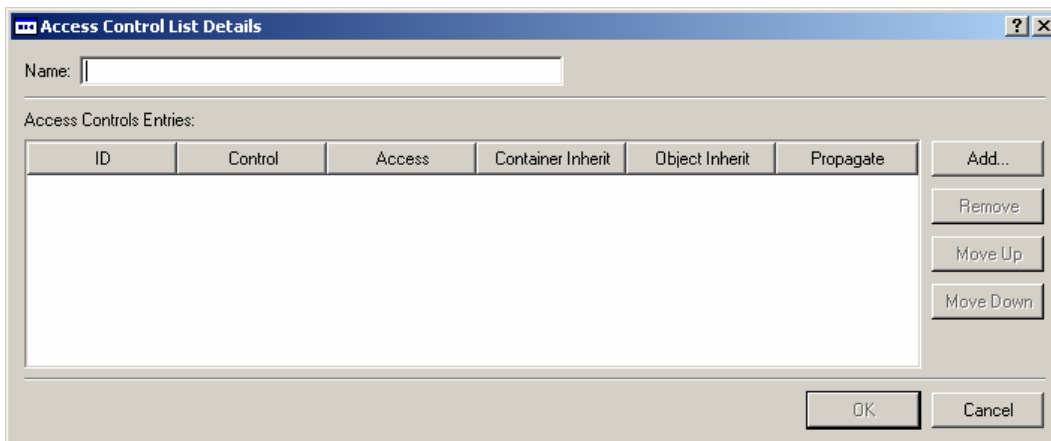 Access Control List Details
Name:
Access Controls Entries:
ID Control Access Container Inherit Object Inherit Propagate
Add...
Remove
Move Up
Move Down
OK Cancel